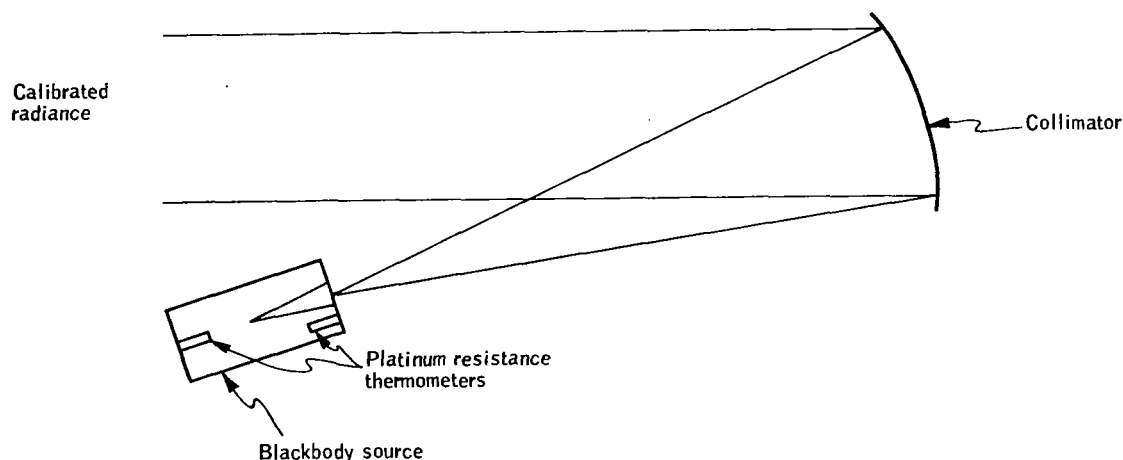 Calibrated
radiance
Collimator
Platinum resistance
thermometers
Blackbody source